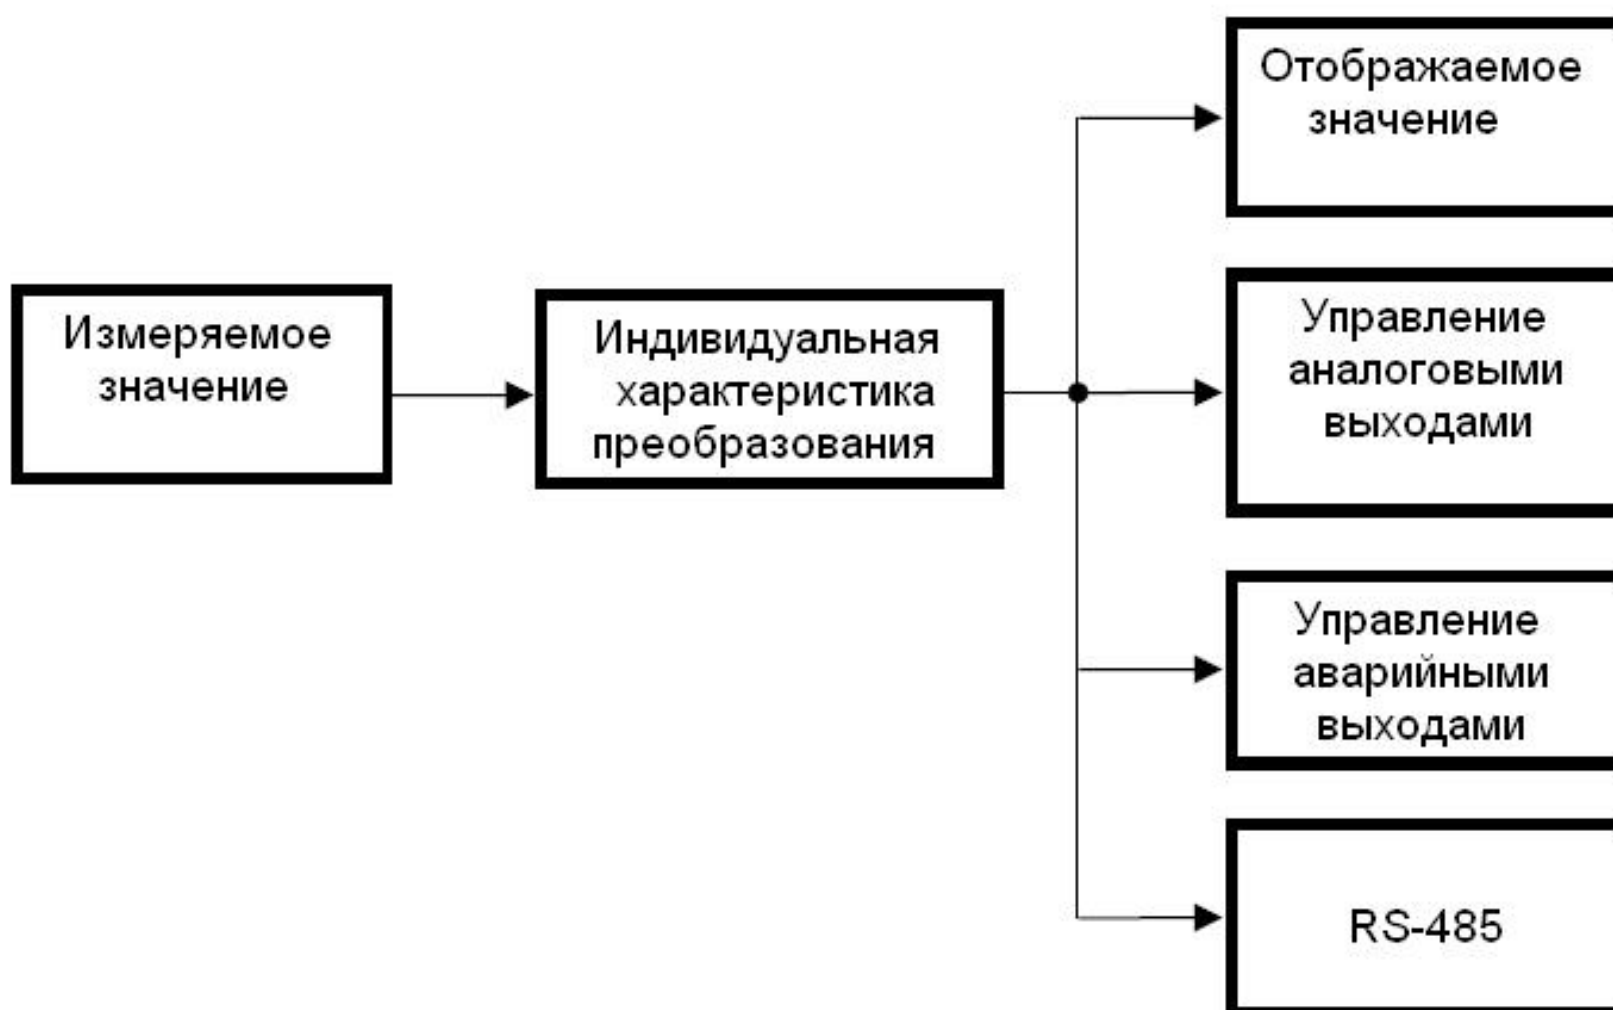 Отображаемое
значение
Измеряемое
значение
Индивидуальная
характеристика
преобразования
Управление
аналоговыми
выходами
Управление
аварийными
выходами
RS-485